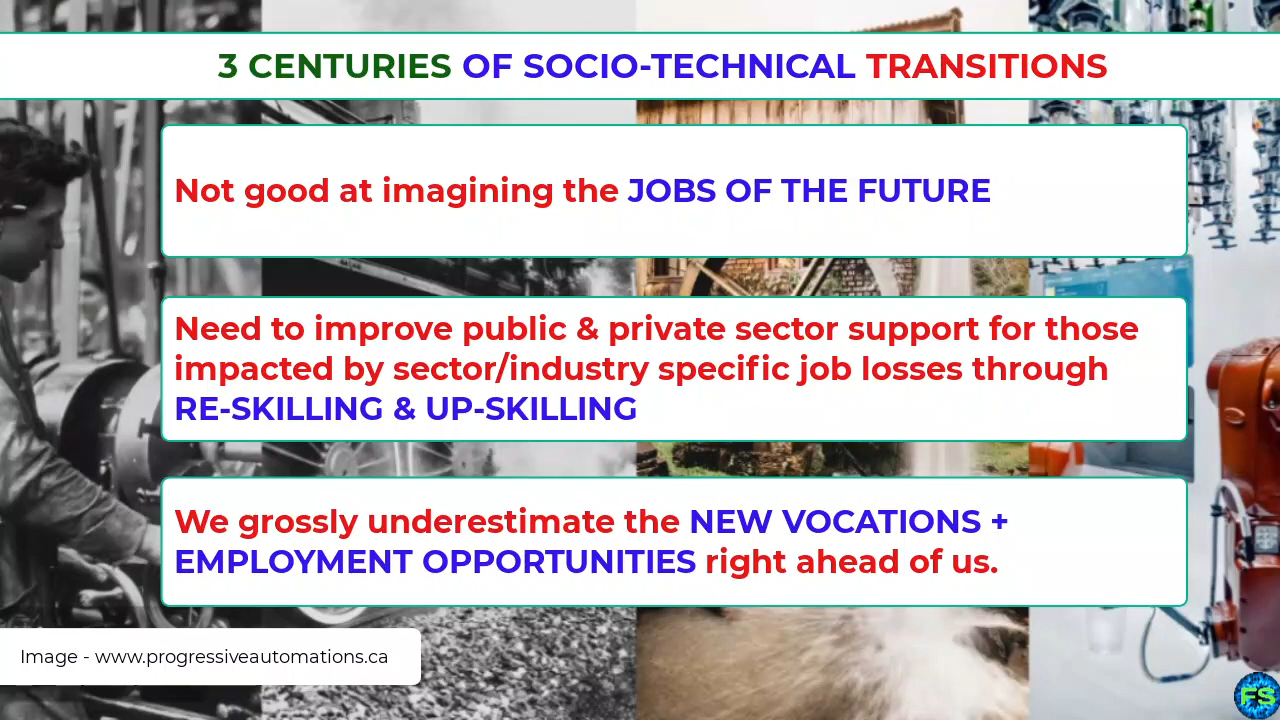 3 CENTURIES OF SOCIO-TECHNICAL TRANSITIONS
Not good at imagining the JOBS OF THE FUTURE
Need to improve public & private sector support for those
impacted by sector/industry specific job losses through
RE-SKILLING & UP-SKILLING
We grossly underestimate the NEW VOCATIONS +
EMPLOYMENT OPPORTUNITIES right ahead of us.
Image - www.progressiveautomations.ca
FS